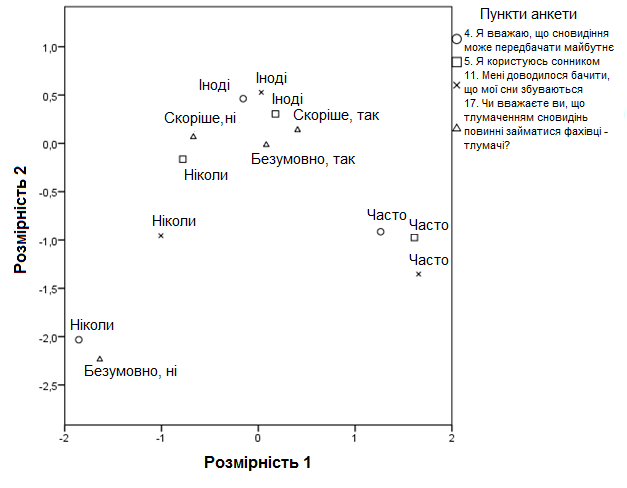 Пункти анкети
4. Я вважаю, що сновидіння
може передбачати майбутнє
5. Я користуюсь сонником
11. Мені доводилося бачити,
що мої сни збуваються
17. Чи вважаєте ви, що
тлумаченням сновидінь
повинні займатися фахівці -
тлумачі?
1,0
0,5
0,0
-0,5
-1,0
-1,5
-2,0
-2,5
Розмірність 2
Іноді
Іноді
Іноді
Скоріше,ні
Скоріше, так
Безумовно, так
Ніколи
Ніколи
Часто
Часто
Часто
Ніколи
Безумовно, ні
-2
-1
0
1
2
Розмірність 1